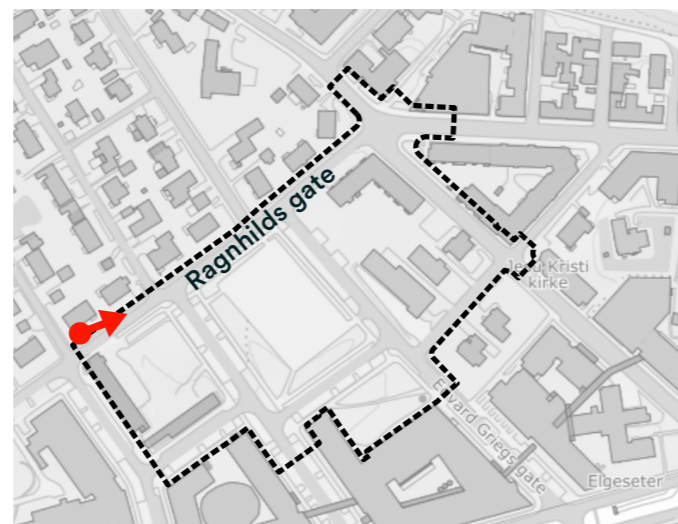 Ragnhilds gate
Jesu Kristi
kirke
Edvard Griegs gate
Elgeseter